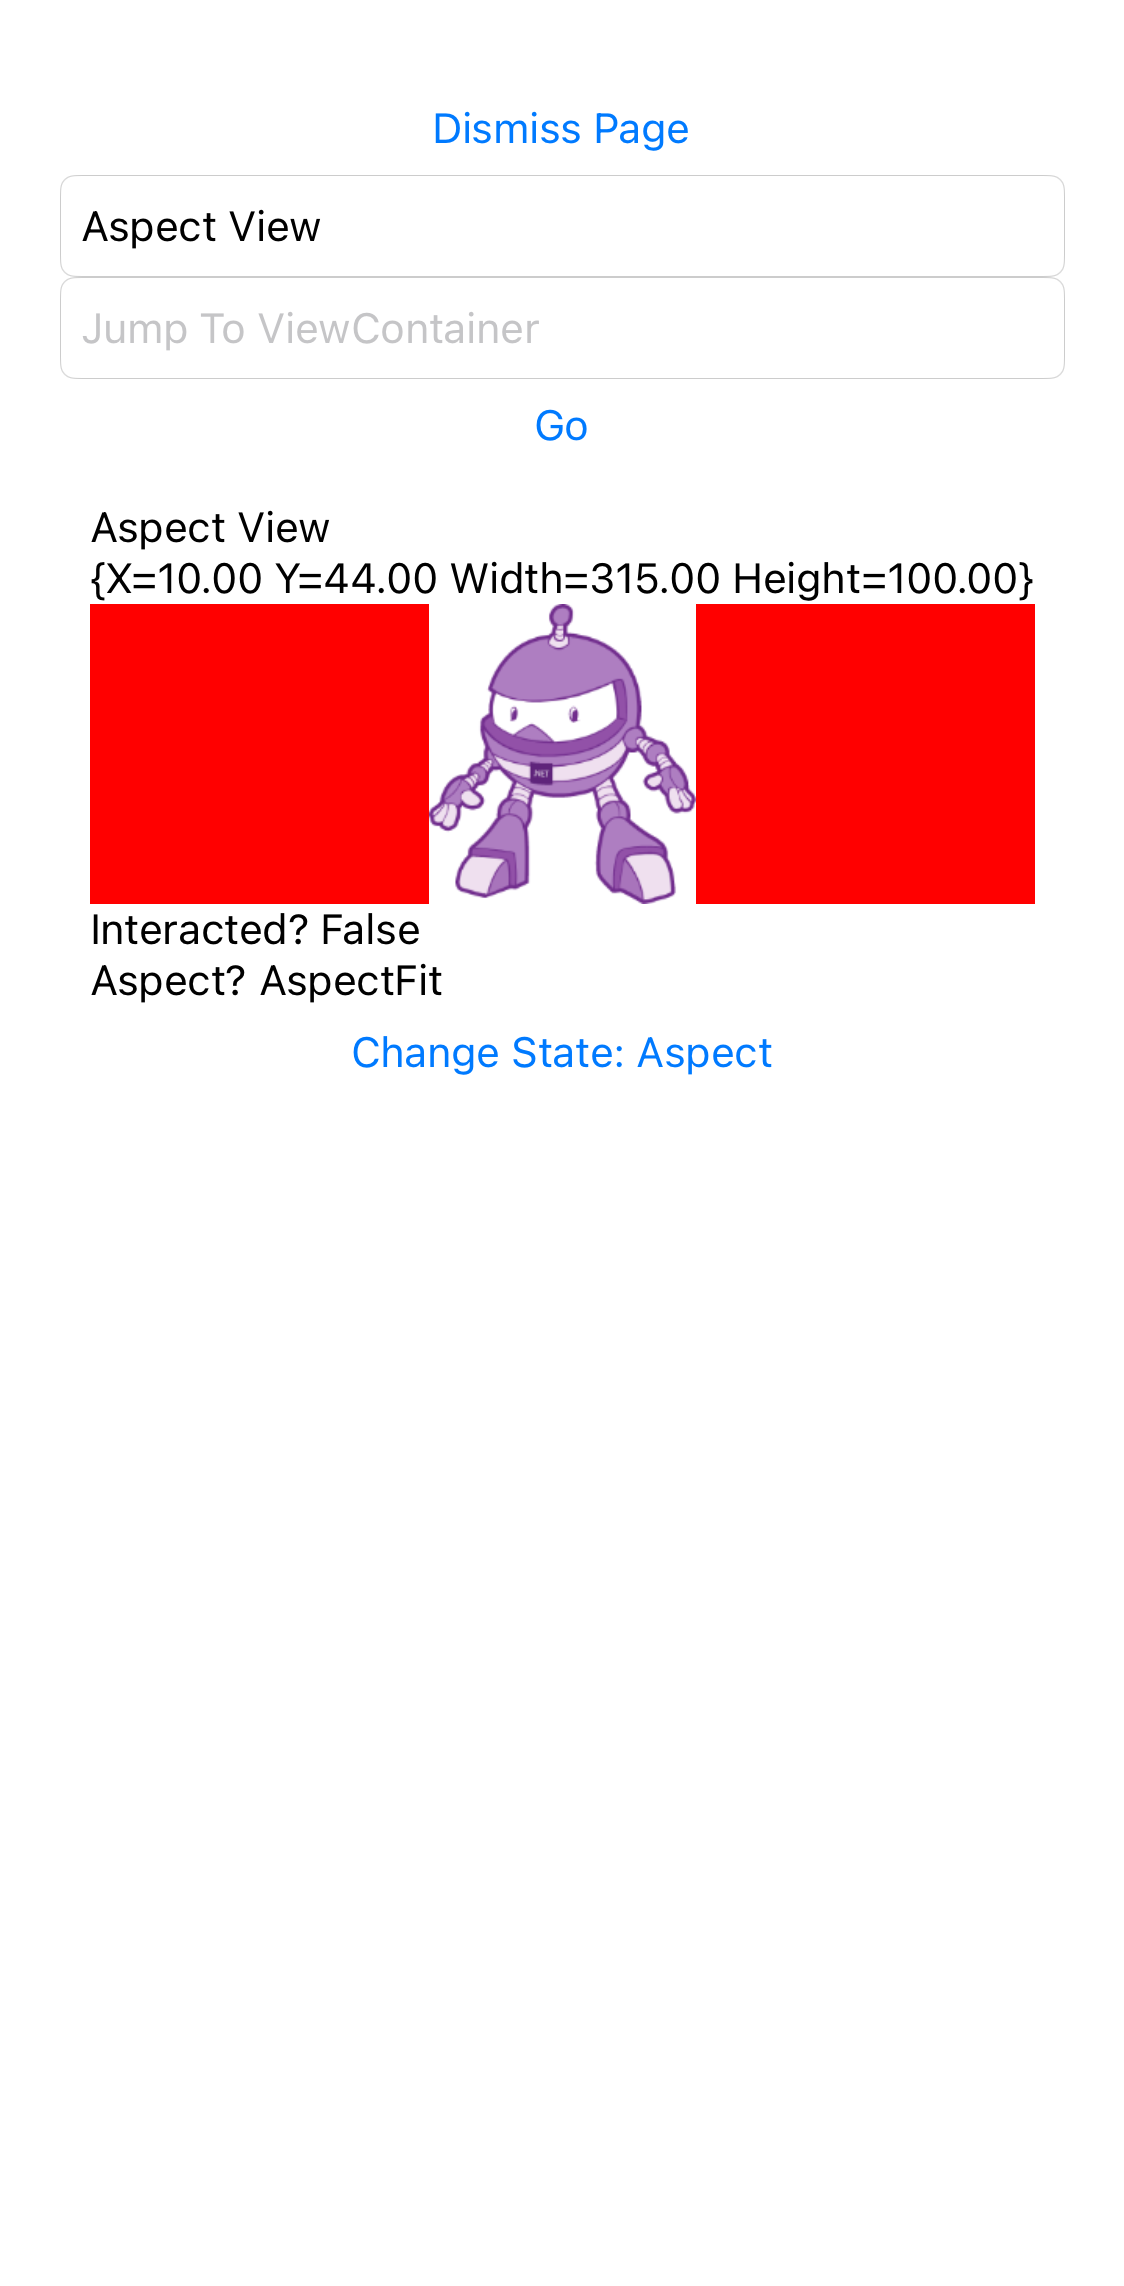 Dismiss Page
Aspect View
Jump To ViewContainer
Go
Aspect View
{X=10.00 Y=44.00 Width=315.00 Height=100.00}
.NET
Interacted? False
Aspect? AspectFit
Change State: Aspect